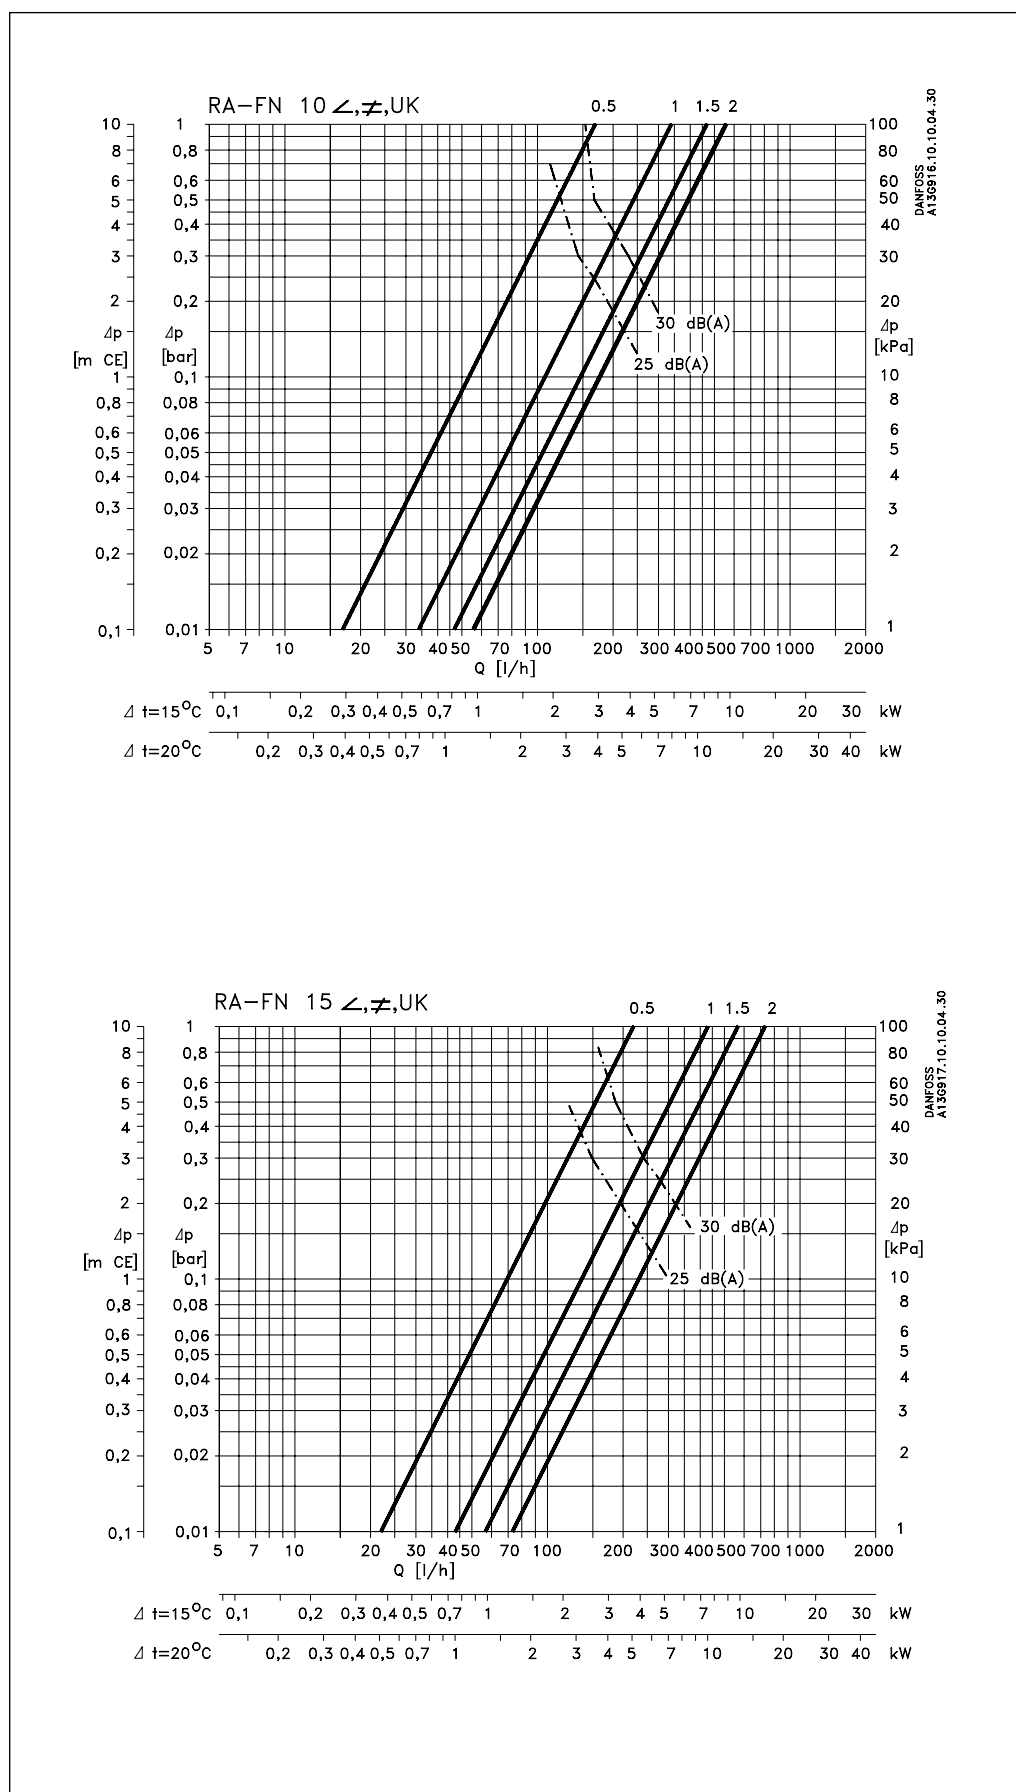 RA-FN 10 ∠,≠,UK
0.5 1 1.5 2
DANFOSS
A13G916.10.10.04.30
10 1 100
8 0,8 80
6 0,6 60
5 0,5 50
4 0,4 40
3 0,3 30
2 0,2 20
30 dB(A)
Δp Δp Δp
[m CE] [bar] [kPa]
25 dB(A)
1 0,1 10
0,8 0,08 8
0,6 0,06 6
0,5 0,05 5
0,4 0,04 4
0,3 0,03 3
0,2 0,02 2
0,1 0,01 1
5 7 10 20 30 40 50 70 100 200 300 400 500 700 1000 2000
Q [l/h]
Δ t=15°C 0,1 0,2 0,3 0,4 0,5 0,7 1 2 3 4 5 7 10 20 30 kW
Δ t=20°C 0,2 0,3 0,4 0,5 0,7 1 2 3 4 5 7 10 20 30 40 kW
RA-FN 15 ∠,≠,UK
0.5 1 1.5 2
DANFOSS
A13G917.10.10.04.30
10 1 100
8 0,8 80
6 0,6 60
5 0,5 50
4 0,4 40
3 0,3 30
2 0,2 20
30 dB(A)
Δp Δp Δp
[m CE] [bar] [kPa]
25 dB(A)
1 0,1 10
0,8 0,08 8
0,6 0,06 6
0,5 0,05 5
0,4 0,04 4
0,3 0,03 3
0,2 0,02 2
0,1 0,01 1
5 7 10 20 30 40 50 70 100 200 300 400 500 700 1000 2000
Q [l/h]
Δ t=15°C 0,1 0,2 0,3 0,4 0,5 0,7 1 2 3 4 5 7 10 20 30 kW
Δ t=20°C 0,2 0,3 0,4 0,5 0,7 1 2 3 4 5 7 10 20 30 40 kW